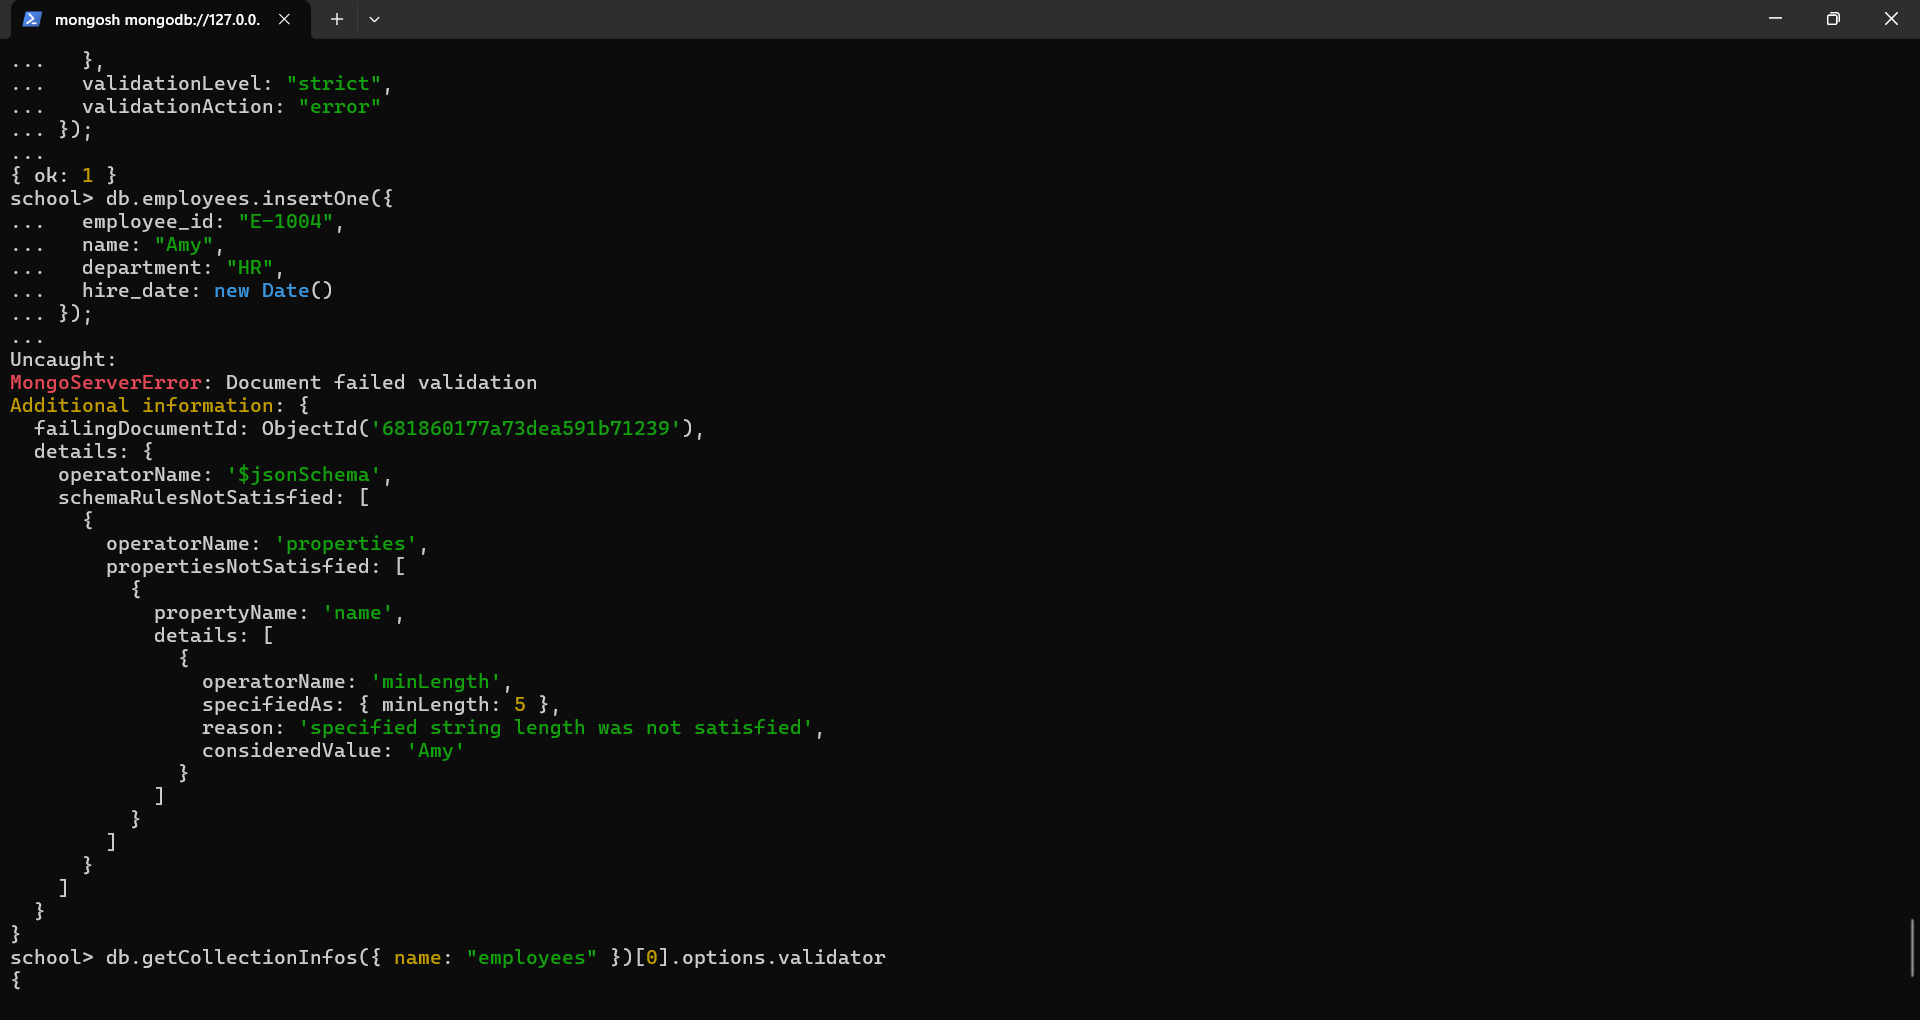 mongosh mongodb://127.0.0.
...   },
...   validationLevel: "strict",
...   validationAction: "error"
... });
...
{ ok: 1 }
school> db.employees.insertOne({
...   employee_id: "E-1004",
...   name: "Amy",
...   department: "HR",
...   hire_date: new Date()
... });
...
Uncaught:
MongoServerError: Document failed validation
Additional information: {
  failingDocumentId: ObjectId('681860177a73dea591b71239'),
  details: {
    operatorName: '$jsonSchema',
    schemaRulesNotSatisfied: [
      {
        operatorName: 'properties',
        propertiesNotSatisfied: [
          {
            propertyName: 'name',
            details: [
              {
                operatorName: 'minLength',
                specifiedAs: { minLength: 5 },
                reason: 'specified string length was not satisfied',
                consideredValue: 'Amy'
              }
            ]
          }
        ]
      }
    ]
  }
}
school> db.getCollectionInfos({ name: "employees" })[0].options.validator
{